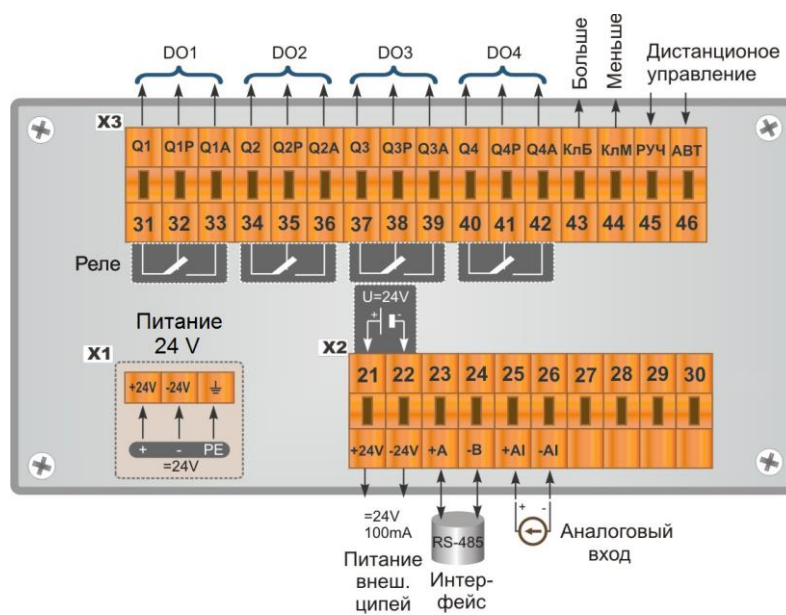 DO1 DO2 DO3 DO4 Больше Меньше Дистанционое
управление
X3
Q1 Q1P Q1A Q2 Q2P Q2A Q3 Q3P Q3A Q4 Q4P Q4A КлБ КлМ РУЧ АВТ
31 32 33 34 35 36 37 38 39 40 41 42 43 44 45 46
Реле
U=24V
+ -
Питание
24 V
X1
X2
+24V -24V
+ - PE
=24V
21 22 23 24 25 26 27 28 29 30
+24V -24V +A -B +AI -AI
=24V
100mA
RS-485
+ -
Аналоговый
вход
Питание
внеш.
ципей
Интер-
фейс